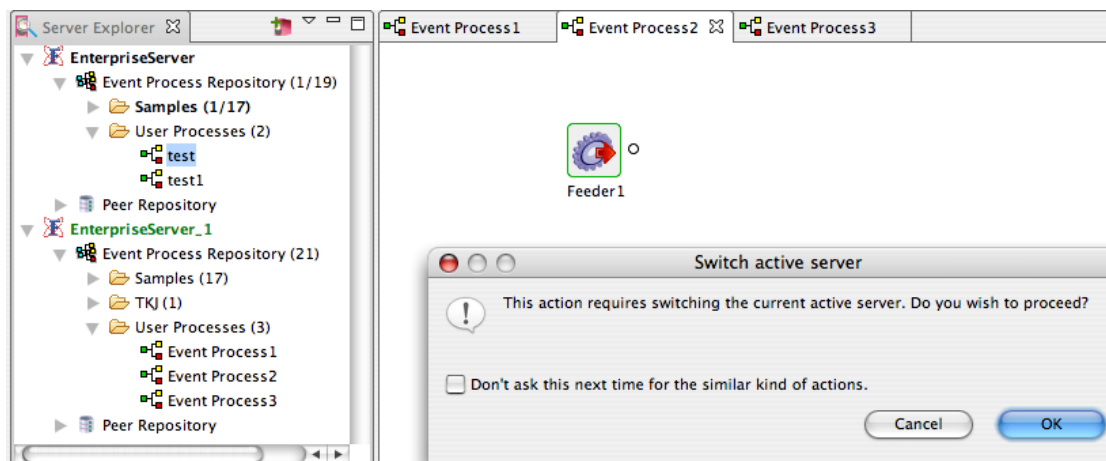 Server Explorer
EnterpriseServer
Event Process Repository (1/19)
Samples (1/17)
User Processes (2)
test
test1
Peer Repository
EnterpriseServer_1
Event Process Repository (21)
Samples (17)
TKJ (1)
User Processes (3)
Event Process1
Event Process2
Event Process3
Peer Repository
Event Process1 Event Process2 Event Process3
Feeder1
Switch active server
This action requires switching the current active server. Do you wish to proceed?
Don't ask this next time for the similar kind of actions.
Cancel OK